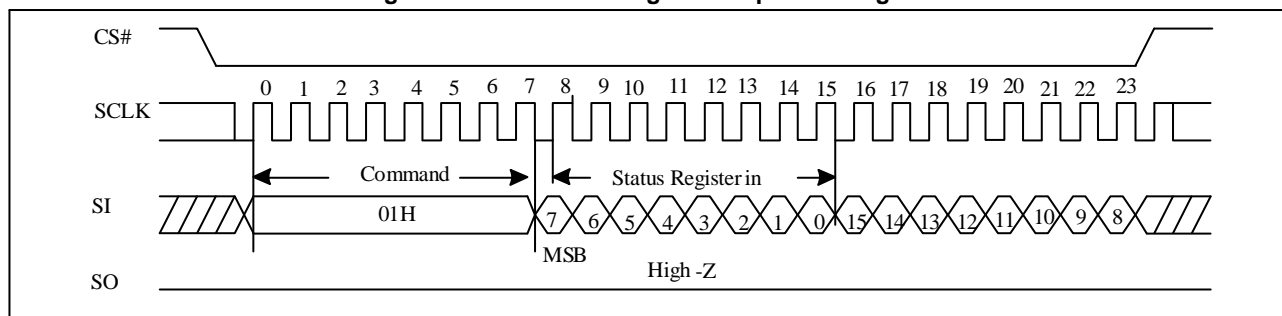 CS#
0 1 2 3 4 5 6 7 8 9 10 11 12 13 14 15 16 17 18 19 20 21 22 23
SCLK
Command Status Register in
SI 01H 7 6 5 4 3 2 1 0 15 14 13 12 11 10 9 8
MSB
High -Z
SO